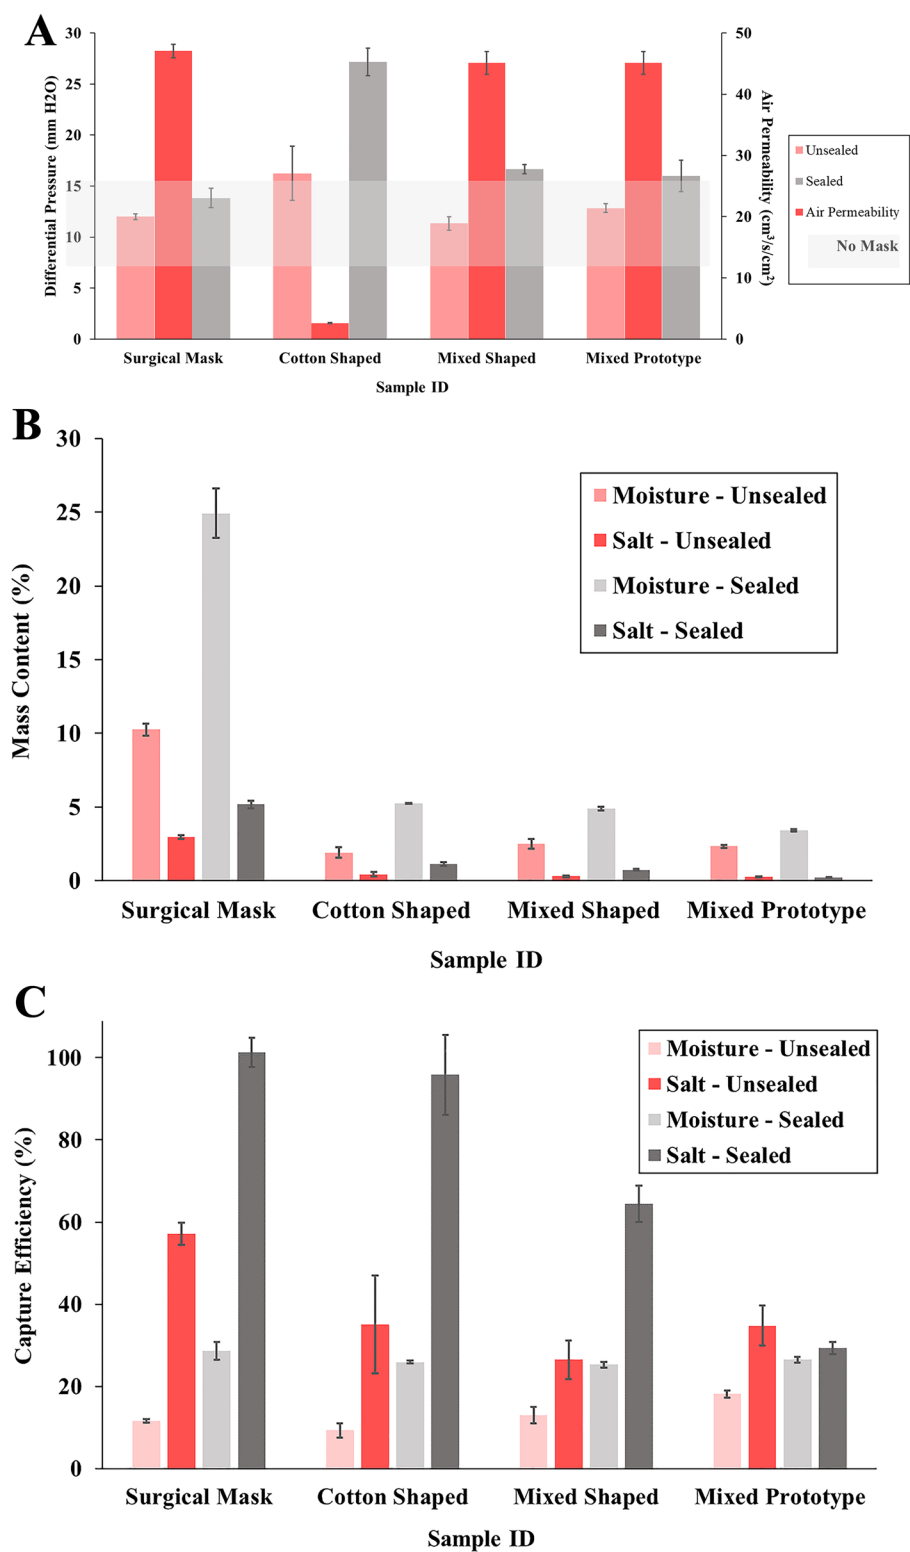 A
Differential Pressure (mm H2O)
30
25
20
15
10
5
0
50
40
30
20
10
0
Air Permeability (cm³/s/cm²)
Surgical Mask
Cotton Shaped
Mixed Shaped
Mixed Prototype
Sample ID
Unsealed
Sealed
Air Permeability
No Mask
B
Mass Content (%)
30
25
20
15
10
5
0
Moisture - Unsealed
Salt - Unsealed
Moisture - Sealed
Salt - Sealed
Surgical Mask
Cotton Shaped
Mixed Shaped
Mixed Prototype
Sample ID
C
Capture Efficiency (%)
100
80
60
40
20
0
Moisture - Unsealed
Salt - Unsealed
Moisture - Sealed
Salt - Sealed
Surgical Mask
Cotton Shaped
Mixed Shaped
Mixed Prototype
Sample ID